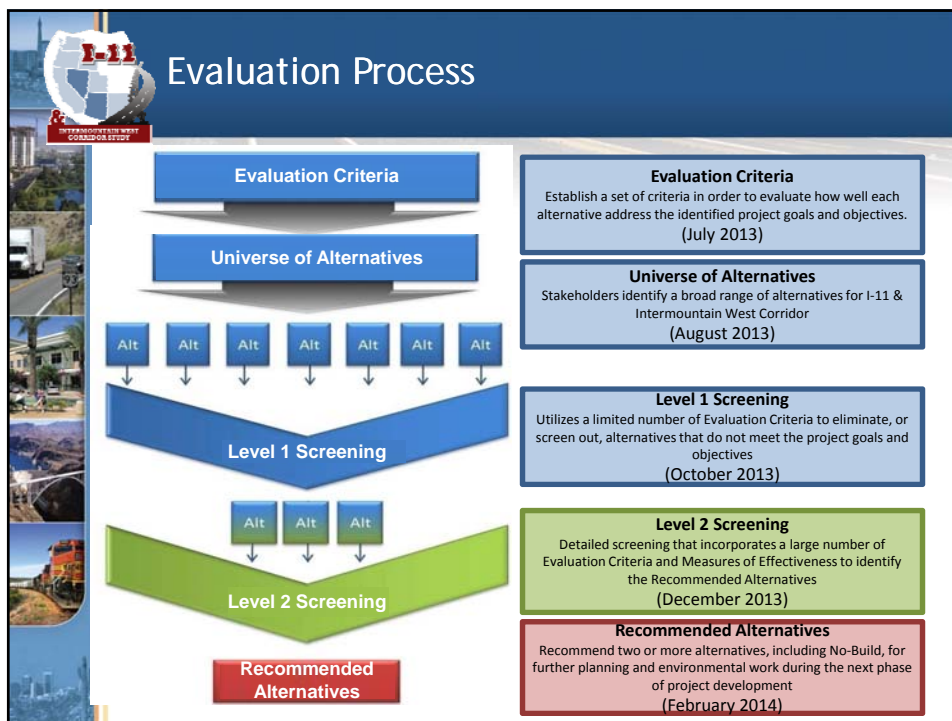 I-11
&
INTERMOUNTAIN WEST
CORRIDOR STUDY
Evaluation Process
Evaluation Criteria
Universe of Alternatives
Alt Alt Alt Alt Alt Alt Alt
Level 1 Screening
Alt Alt Alt
Level 2 Screening
Recommended
Alternatives
Evaluation Criteria
Establish a set of criteria in order to evaluate how well each
alternative address the identified project goals and objectives.
(July 2013)
Universe of Alternatives
Stakeholders identify a broad range of alternatives for I-11 &
Intermountain West Corridor
(August 2013)
Level 1 Screening
Utilizes a limited number of Evaluation Criteria to eliminate, or
screen out, alternatives that do not meet the project goals and
objectives
(October 2013)
Level 2 Screening
Detailed screening that incorporates a large number of
Evaluation Criteria and Measures of Effectiveness to identify
the Recommended Alternatives
(December 2013)
Recommended Alternatives
Recommend two or more alternatives, including No-Build, for
further planning and environmental work during the next phase
of project development
(February 2014)